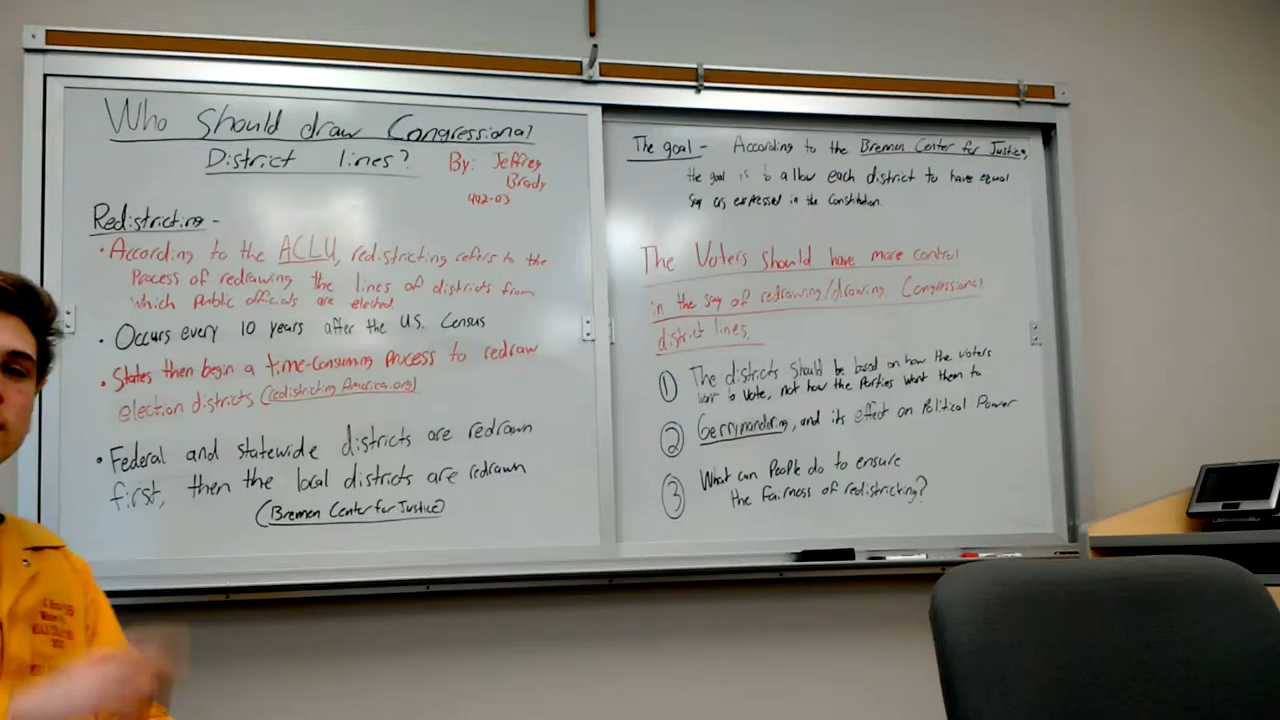 Who should draw Congressional
District lines?
By: Jeffrey
Brady
442-03
Redistricting -
• According to the ACLU, redistricting refers to the
Process of redrawing the lines of districts from
which public officials are elected.
• Occurs every 10 years after the U.S. Census
• States then begin a time-consuming process to redraw
election districts (redistricting America.org)
• Federal and statewide districts are redrawn
first, then the local districts are redrawn
(Bremen Center for Justice)
The goal - According to the Bremen Center for Justice,
the goal is to allow each district to have equal
say as expressed in the Constitution.
The Voters should have more control
in the say of redrawing/drawing Congressional
district lines.
① The districts should be based on how the voters
want to vote, not how the Parties want them to
② Gerrymandering, and its effect on Political Power
③ What can People do to ensure
the fairness of redistricting?